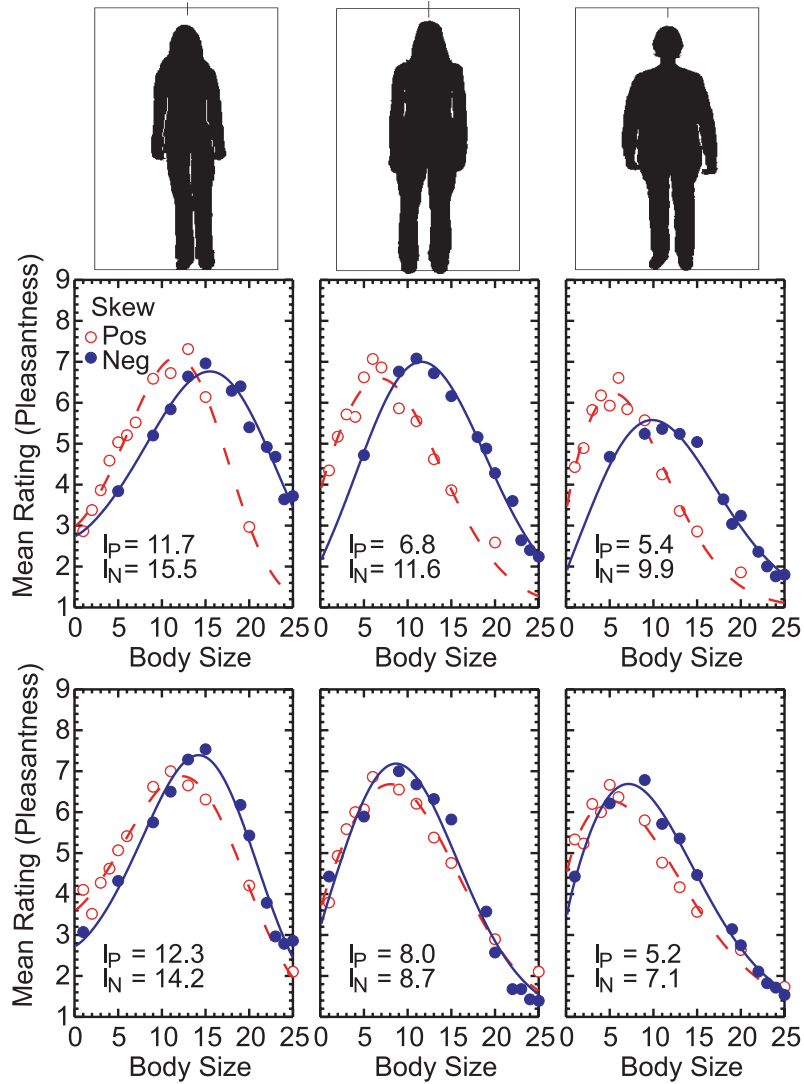 9
8
7
6
5
4
3
2
1
Mean Rating (Pleasantness)
Skew
Pos
Neg
I_P = 11.7
I_N = 15.5
0 5 10 15 20 25
Body Size
I_P = 6.8
I_N = 11.6
0 5 10 15 20 25
Body Size
I_P = 5.4
I_N = 9.9
0 5 10 15 20 25
Body Size
9
8
7
6
5
4
3
2
1
Mean Rating (Pleasantness)
I_P = 12.3
I_N = 14.2
0 5 10 15 20 25
Body Size
I_P = 8.0
I_N = 8.7
0 5 10 15 20 25
Body Size
I_P = 5.2
I_N = 7.1
0 5 10 15 20 25
Body Size